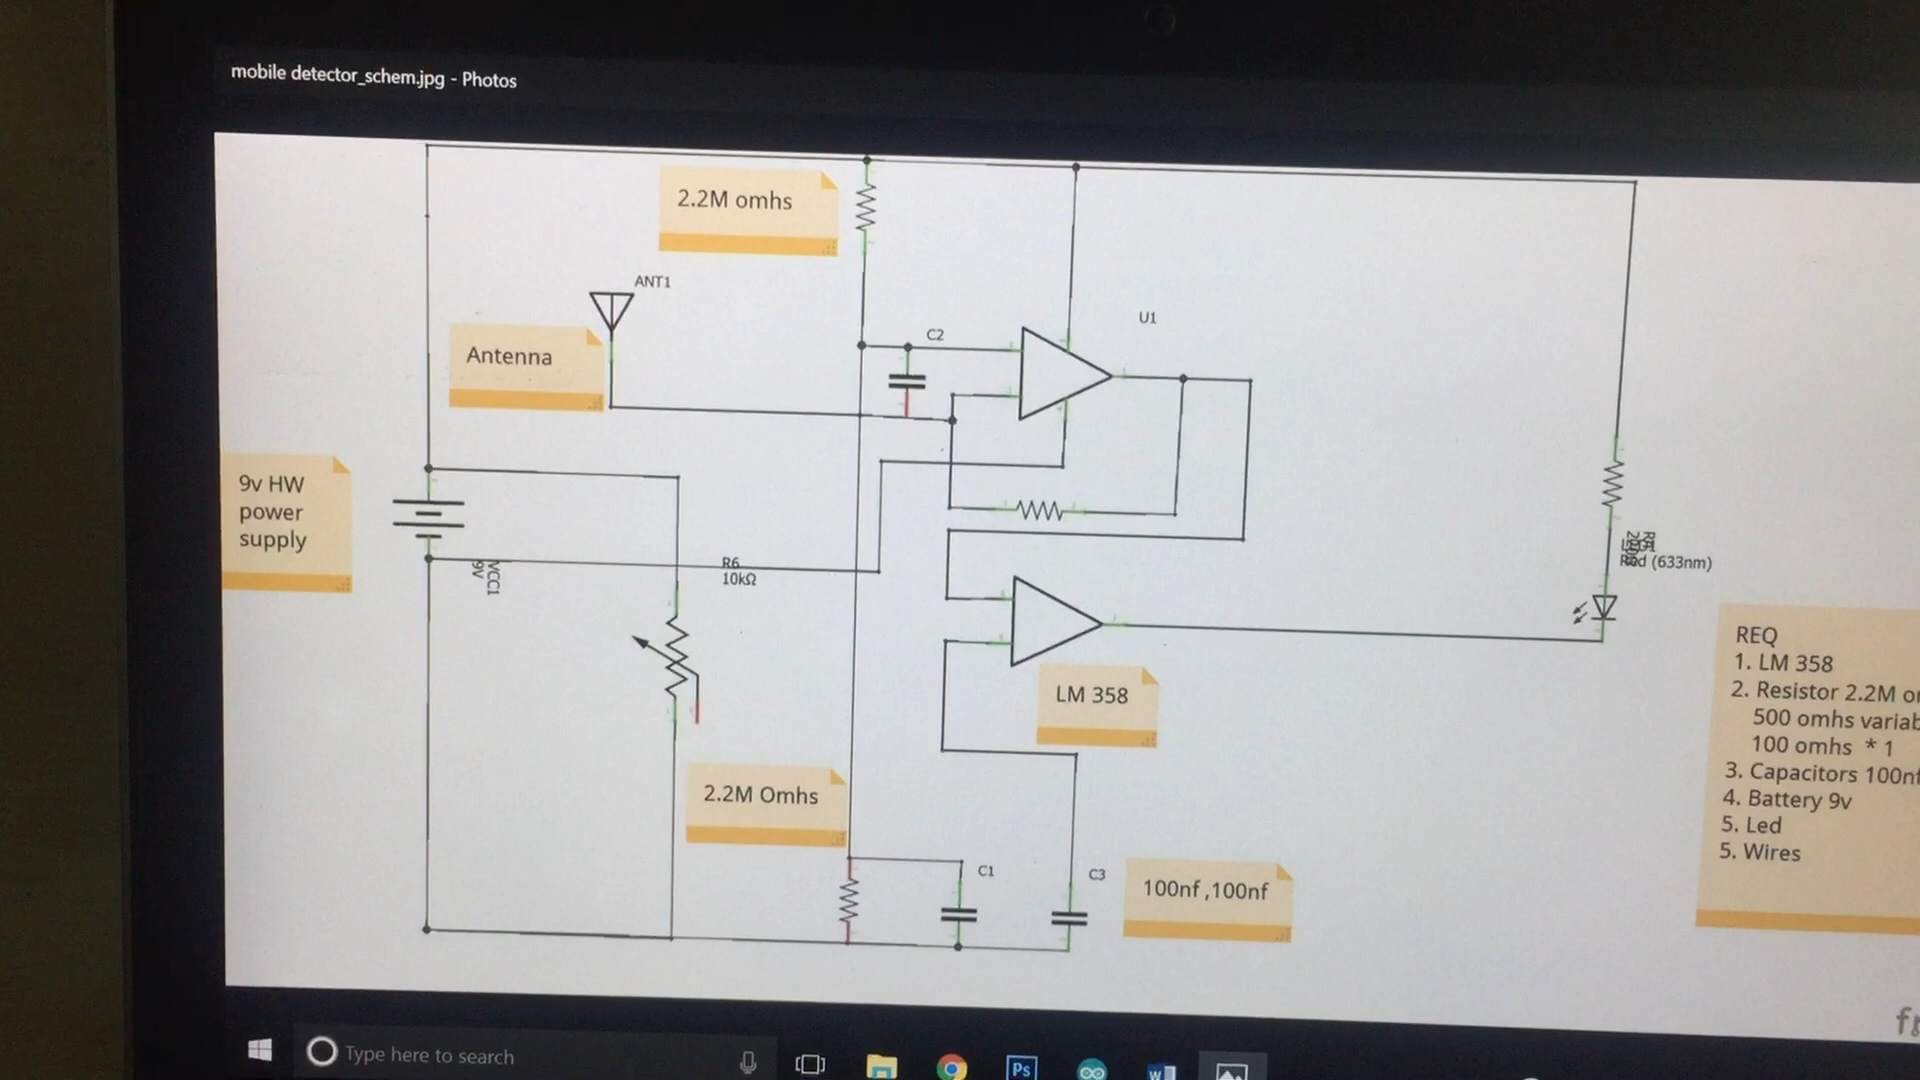 mobile detector_schem.jpg - Photos
2.2M omhs
ANT1
Antenna
C2
U1
9v HW
power
supply
VCC1
9V
R6
10kΩ
Red (633nm)
LM 358
2.2M Omhs
C1
C3
100nf ,100nf
REQ
1. LM 358
2. Resistor 2.2M
500 omhs
100 omhs * 1
3. Capacitors
4. Battery 9v
5. Led
5. Wires
Type here to search
Ps